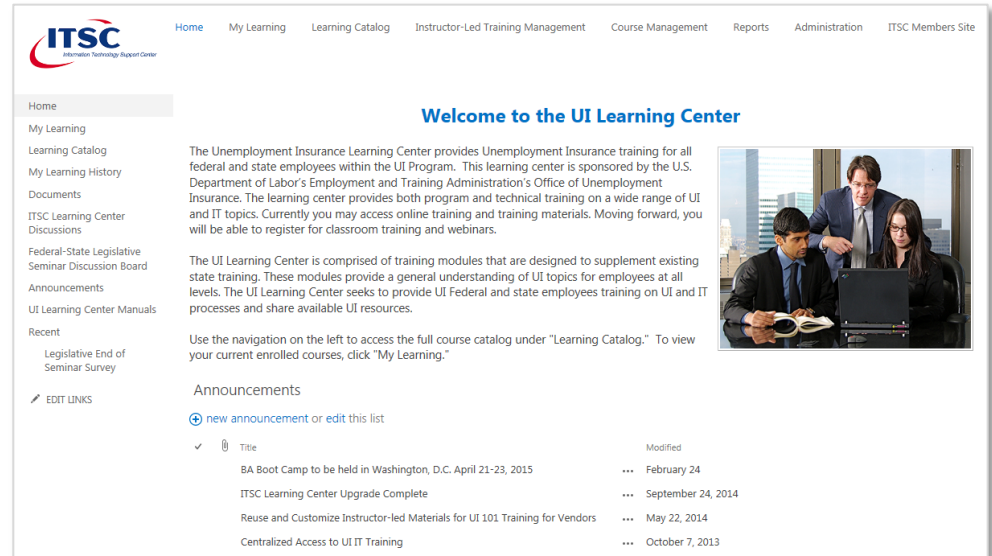 ITSC
Information Technology Support Center
Home My Learning Learning Catalog Instructor-Led Training Management Course Management Reports Administration ITSC Members Site
Home
My Learning
Learning Catalog
My Learning History
Documents
ITSC Learning Center
Discussions
Federal-State Legislative
Seminar Discussion Board
Announcements
UI Learning Center Manuals
Recent
Legislative End of
Seminar Survey
EDIT LINKS
Welcome to the UI Learning Center
The Unemployment Insurance Learning Center provides Unemployment Insurance training for all
federal and state employees within the UI Program. This learning center is sponsored by the U.S.
Department of Labor's Employment and Training Administration's Office of Unemployment
Insurance. The learning center provides both program and technical training on a wide range of UI
and IT topics. Currently you may access online training and training materials. Moving forward, you
will be able to register for classroom training and webinars.
The UI Learning Center is comprised of training modules that are designed to supplement existing
state training. These modules provide a general understanding of UI topics for employees at all
levels. The UI Learning Center seeks to provide UI Federal and state employees training on UI and IT
processes and share available UI resources.
Use the navigation on the left to access the full course catalog under "Learning Catalog." To view
your current enrolled courses, click "My Learning."
Announcements
new announcement or edit this list
Title Modified
BA Boot Camp to be held in Washington, D.C. April 21-23, 2015 ... February 24
ITSC Learning Center Upgrade Complete ... September 24, 2014
Reuse and Customize Instructor-led Materials for UI 101 Training for Vendors ... May 22, 2014
Centralized Access to UI IT Training ... October 7, 2013